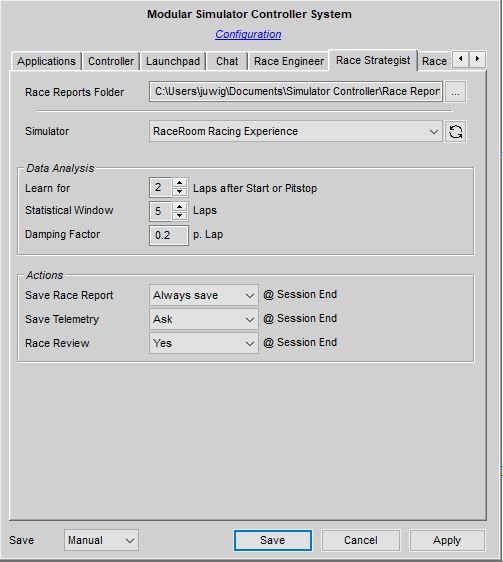 Modular Simulator Controller System
Configuration
Applications Controller Launchpad Chat Race Engineer Race Strategist Race
Race Reports Folder C:\Users\juwig\Documents\Simulator Controller\Race Repor ...
Simulator RaceRoom Racing Experience
Data Analysis
Learn for 2 Laps after Start or Pitstop
Statistical Window 5 Laps
Damping Factor 0.2 p. Lap
Actions
Save Race Report Always save @ Session End
Save Telemetry Ask @ Session End
Race Review Yes @ Session End
Save Manual Save Cancel Apply